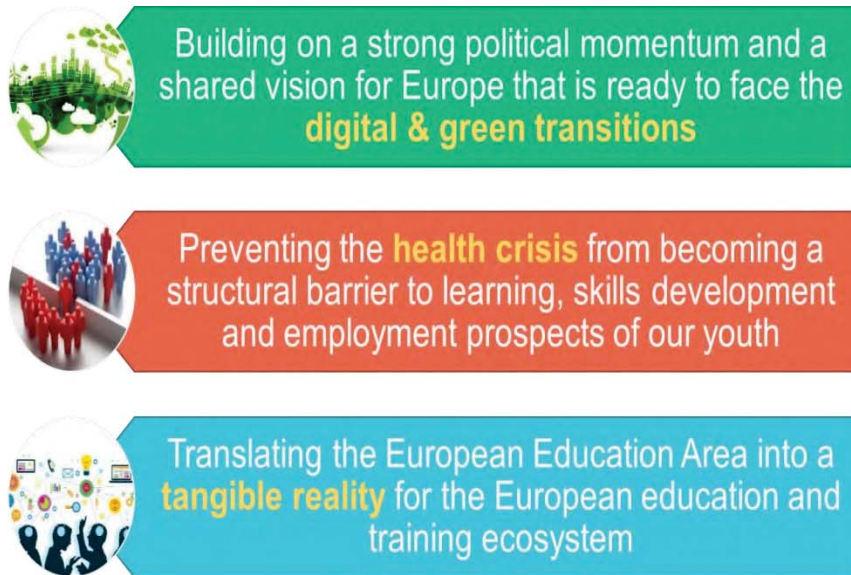 Building on a strong political momentum and a
shared vision for Europe that is ready to face the
digital & green transitions
Preventing the health crisis from becoming a
structural barrier to learning, skills development
and employment prospects of our youth
Translating the European Education Area into a
tangible reality for the European education and
training ecosystem